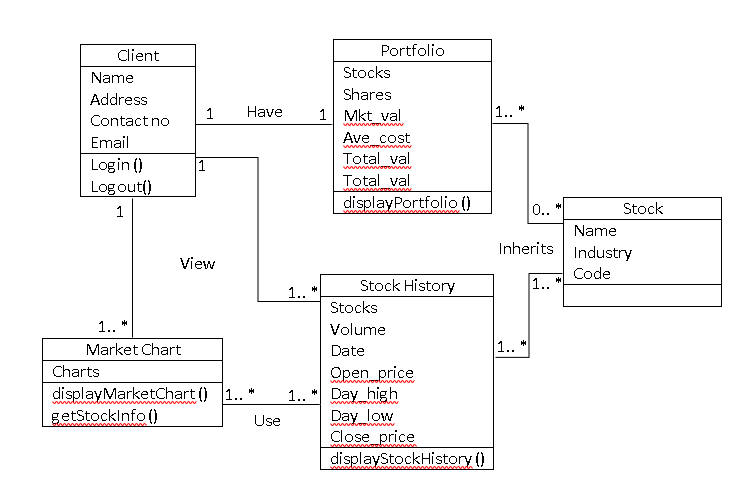 Client
Name
Address
Contact no
Email
Login ()
Logout()
1
Have
1
Portfolio
Stocks
Shares
Mkt_val
Ave_cost
Total_val
Total_val
displayPortfolio ()
1.. *
0.. *
Stock
Name
Industry
Code
Inherits
1.. *
1.. *
1
1
View
1.. *
1.. *
Market Chart
Charts
displayMarketChart ()
getStockInfo ()
1.. *
1.. *
Use
Stock History
Stocks
Volume
Date
Open_price
Day_high
Day_low
Close_price
displayStockHistory ()